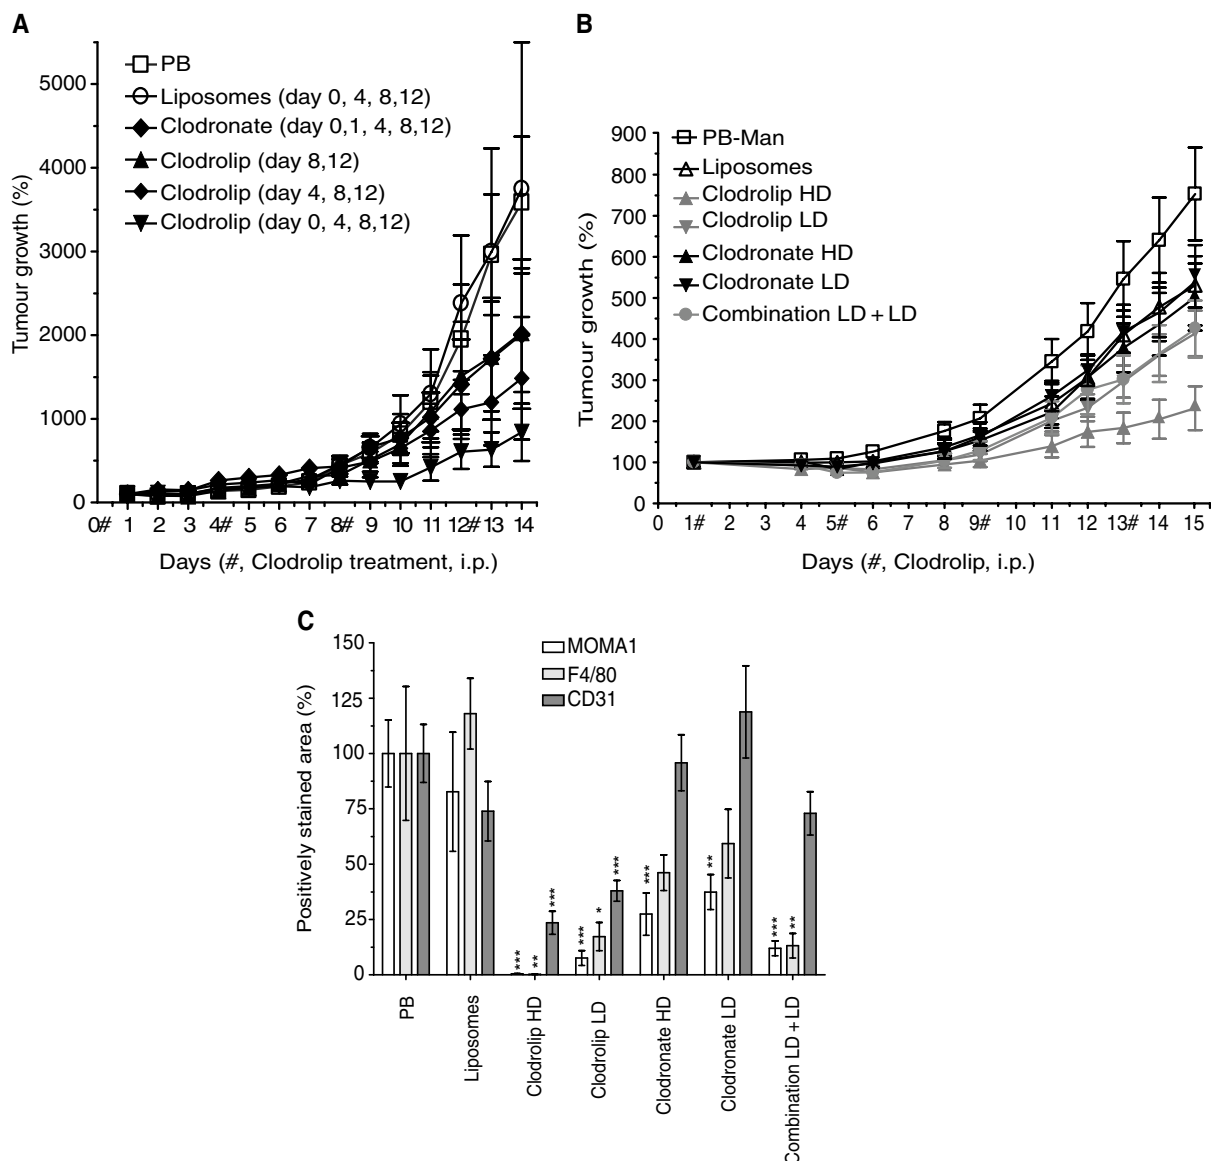 A
Tumour growth (%)
5000
4000
3000
2000
1000
0
PB
Liposomes (day 0, 4, 8,12)
Clodronate (day 0,1, 4, 8,12)
Clodrolip (day 8,12)
Clodrolip (day 4, 8,12)
Clodrolip (day 0, 4, 8,12)
0# 1 2 3 4# 5 6 7 8# 9 10 11 12# 13 14
Days (#, Clodrolip treatment, i.p.)
B
Tumour growth (%)
900
800
700
600
500
400
300
200
100
0
PB-Man
Liposomes
Clodrolip HD
Clodrolip LD
Clodronate HD
Clodronate LD
Combination LD + LD
0 1# 2 3 4 5# 6 7 8 9# 10 11 12 13# 14 15
Days (#, Clodrolip, i.p.)
C
Positively stained area (%)
150
125
100
75
50
25
0
MOMA1
F4/80
CD31
*** ** *** *** * *** *** ** *** **
PB
Liposomes
Clodrolip HD
Clodrolip LD
Clodronate HD
Clodronate LD
Combination LD + LD